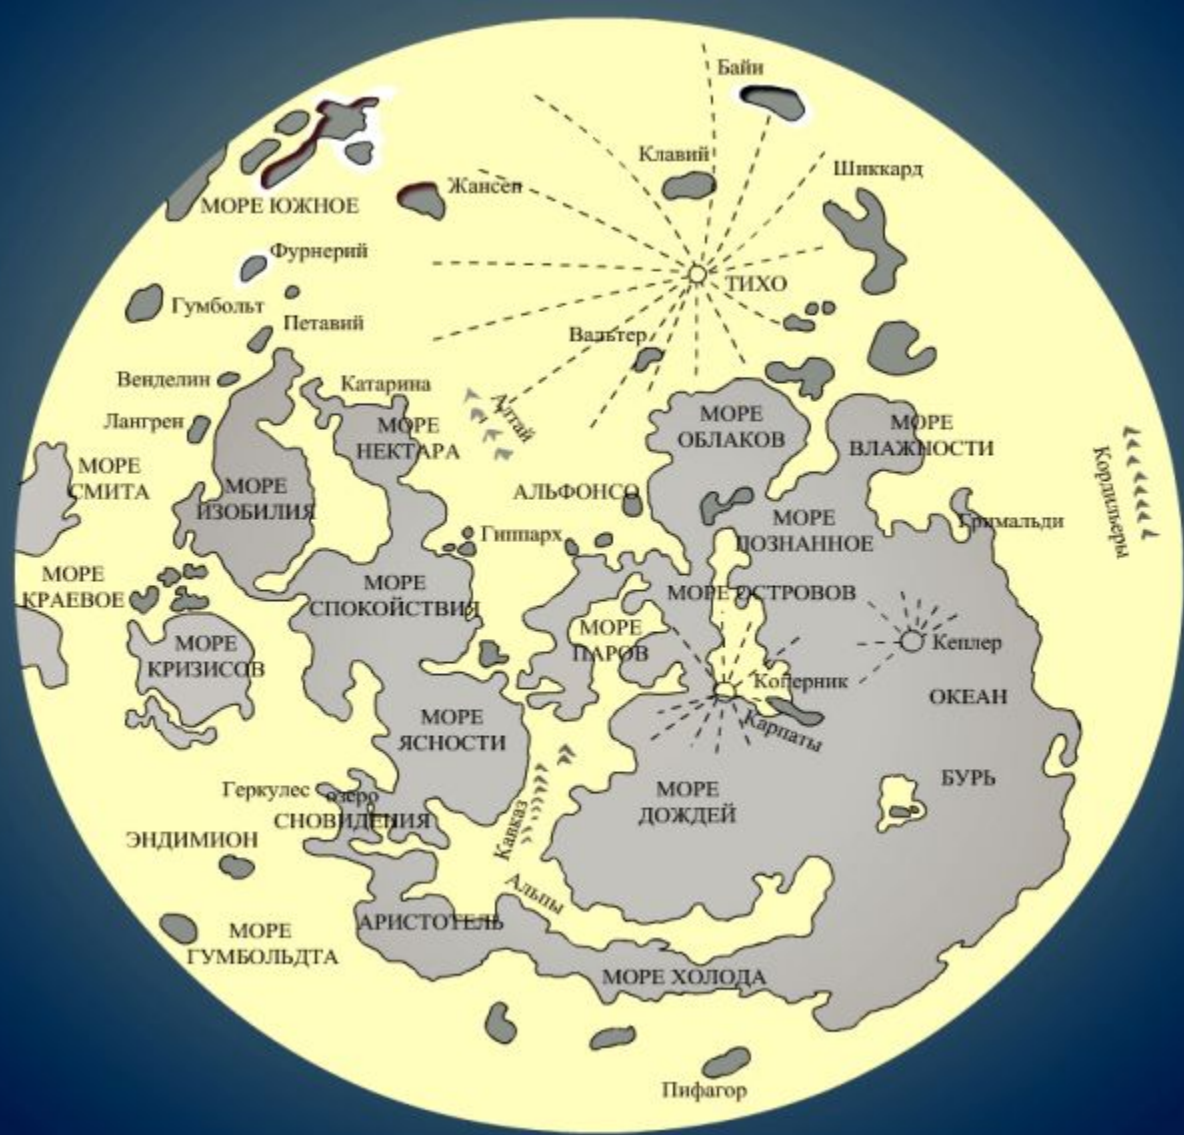 Байи
Клавий
Шиккард
Жансен
МОРЕ ЮЖНОЕ
Фурнерий
ТИХО
Гумбольт
Петавий
Вальтер
Венделин
Катарина
Алтай
Лангрен
МОРЕ
НЕКТАРА
МОРЕ
ОБЛАКОВ
МОРЕ
ВЛАЖНОСТИ
Кордильеры
МОРЕ
СМИТА
МОРЕ
ИЗОБИЛИЯ
АЛЬФОНСО
Гиппарх
МОРЕ
ПОЗНАННОЕ
Гримальди
МОРЕ
КРАЕВОЕ
МОРЕ
СПОКОЙСТВИЯ
МОРЕ ОСТРОВОВ
МОРЕ
КРИЗИСОВ
МОРЕ
ПАРОВ
Кеплер
Коперник
Карпаты
ОКЕАН
БУРЬ
МОРЕ
ЯСНОСТИ
Геркулес
озеро
СНОВИДЕНИЯ
Кавказ
МОРЕ
ДОЖДЕЙ
ЭНДИМИОН
Альпы
АРИСТОТЕЛЬ
МОРЕ
ГУМБОЛЬДТА
МОРЕ ХОЛОДА
Пифагор